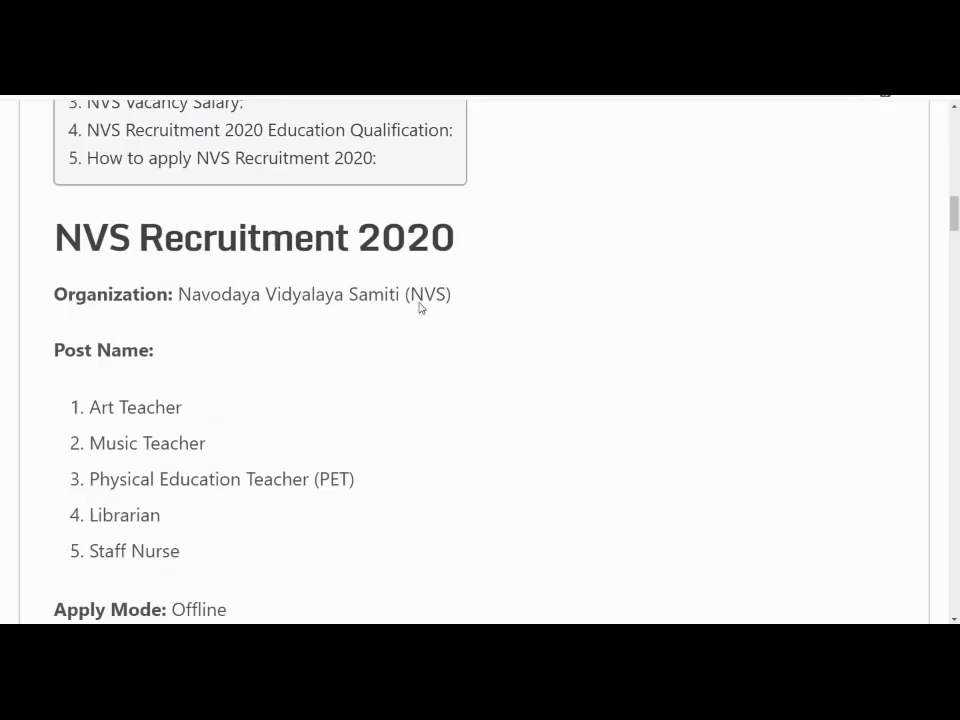 3. NVS Vacancy Salary:
4. NVS Recruitment 2020 Education Qualification:
5. How to apply NVS Recruitment 2020:
NVS Recruitment 2020
Organization: Navodaya Vidyalaya Samiti (NVS)
Post Name:
1. Art Teacher
2. Music Teacher
3. Physical Education Teacher (PET)
4. Librarian
5. Staff Nurse
Apply Mode: Offline